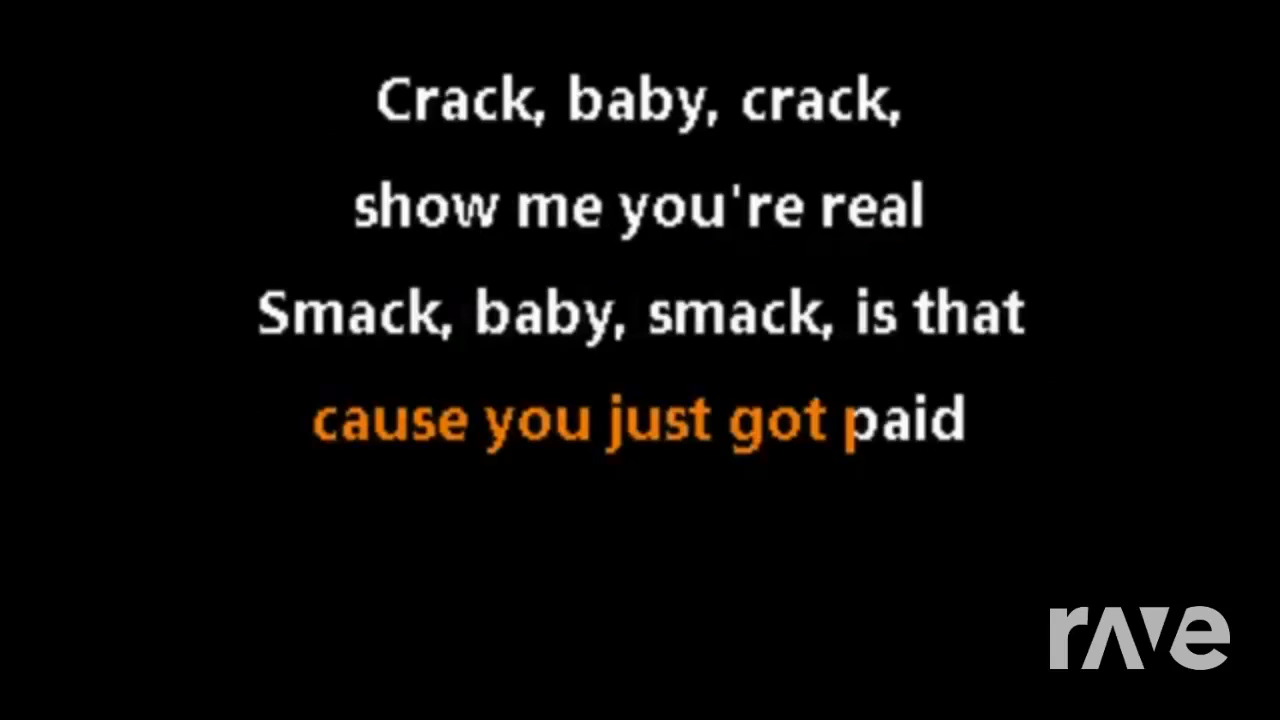 Crack, baby, crack,
show me you're real
Smack, baby, smack, is that
cause you just got paid
rave